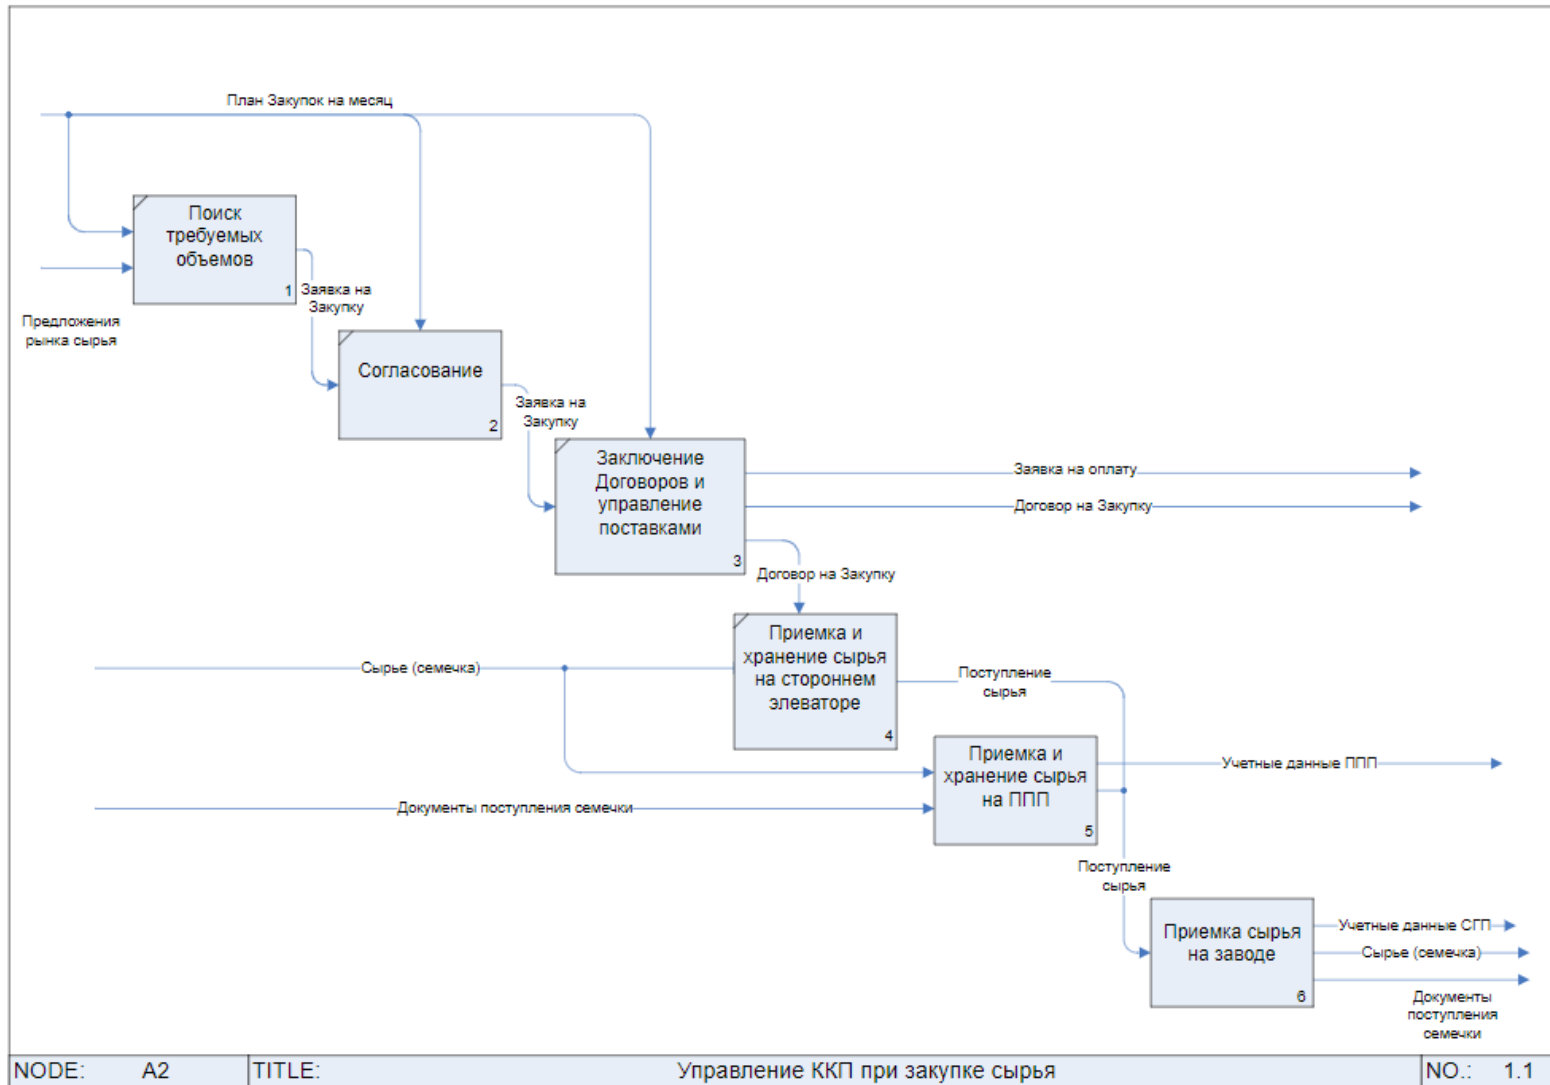 План Закупок на месяц
Поиск
требуемых
объемов
1
Заявка на
Закупку
Предложения
рынка сырья
Согласование
2
Заявка на
Закупку
Заключение
Договоров и
управление
поставками
3
Заявка на оплату
Договор на Закупку
Договор на Закупку
Приемка и
хранение сырья
на стороннем
элеваторе
4
Сырье (семечка)
Поступление
сырья
Приемка и
хранение сырья
на ППП
5
Учетные данные ППП
Документы поступления семечки
Поступление
сырья
Приемка сырья
на заводе
6
Учетные данные СГП
Сырье (семечка)
Документы
поступления
семечки
NODE: A2 TITLE: Управление ККП при закупке сырья NO.: 1.1